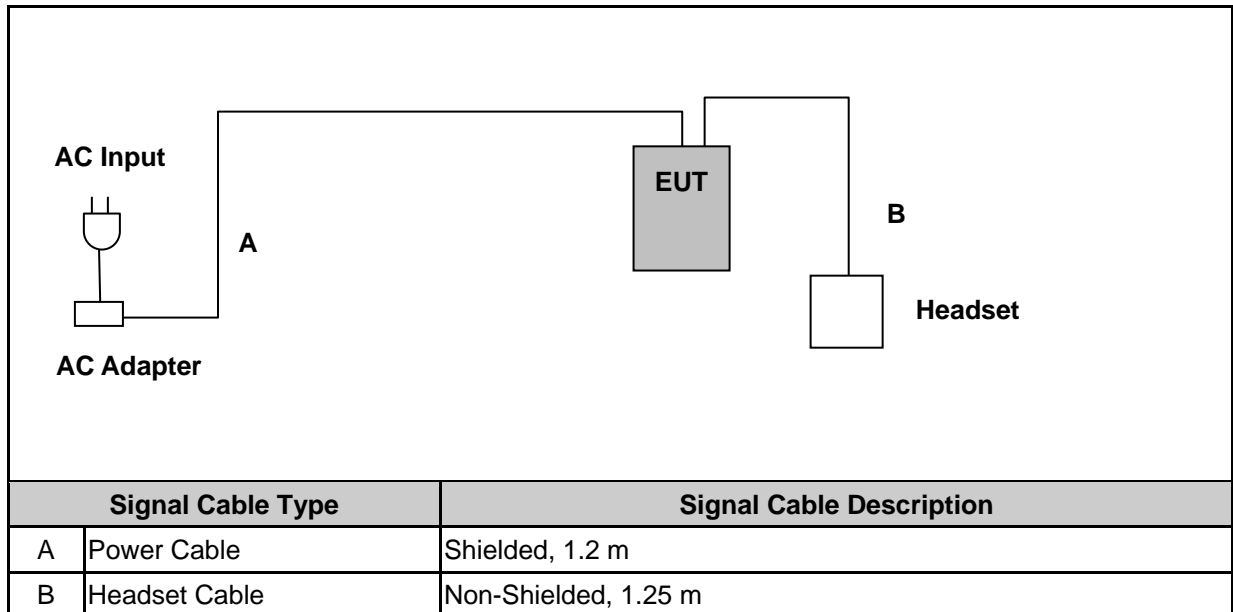 AC Input
EUT
A
B
Headset
AC Adapter
Signal Cable Type Signal Cable Description
A Power Cable Shielded, 1.2 m
B Headset Cable Non-Shielded, 1.25 m